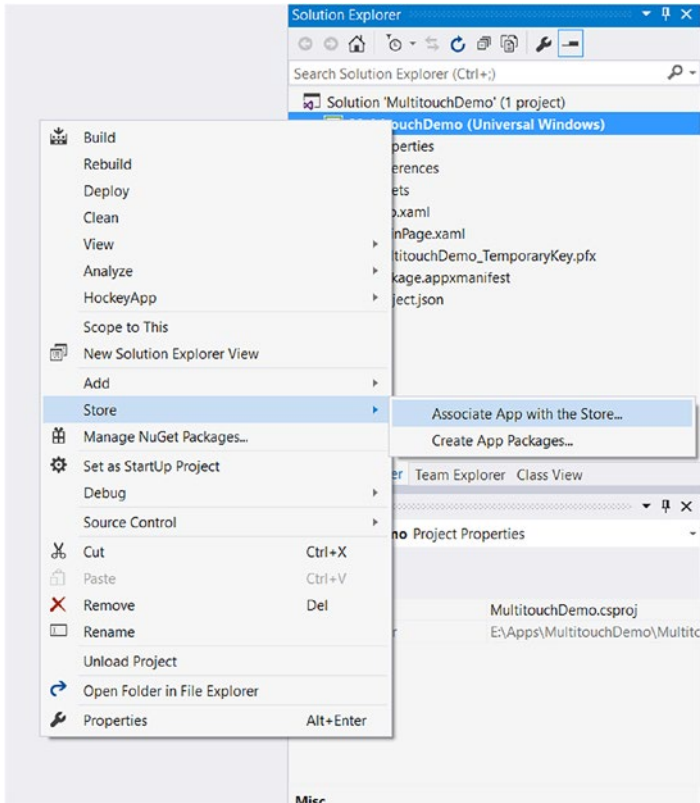 Solution Explorer
Search Solution Explorer (Ctrl+;)
Solution 'MultitouchDemo' (1 project)
ouchDemo (Universal Windows)
perties
erences
ets
.xaml
nPage.xaml
ltitouchDemo_TemporaryKey.pfx
kage.appxmanifest
ject.json
Build
Rebuild
Deploy
Clean
View
Analyze
HockeyApp
Scope to This
New Solution Explorer View
Add
Store
Associate App with the Store...
Create App Packages...
Manage NuGet Packages...
Set as StartUp Project
Debug
Source Control
Cut Ctrl+X
Paste Ctrl+V
Remove Del
Rename
Unload Project
Open Folder in File Explorer
Properties Alt+Enter
er Team Explorer Class View
mo Project Properties
MultitouchDemo.csproj
r E:\Apps\MultitouchDemo\Multitc
Misc